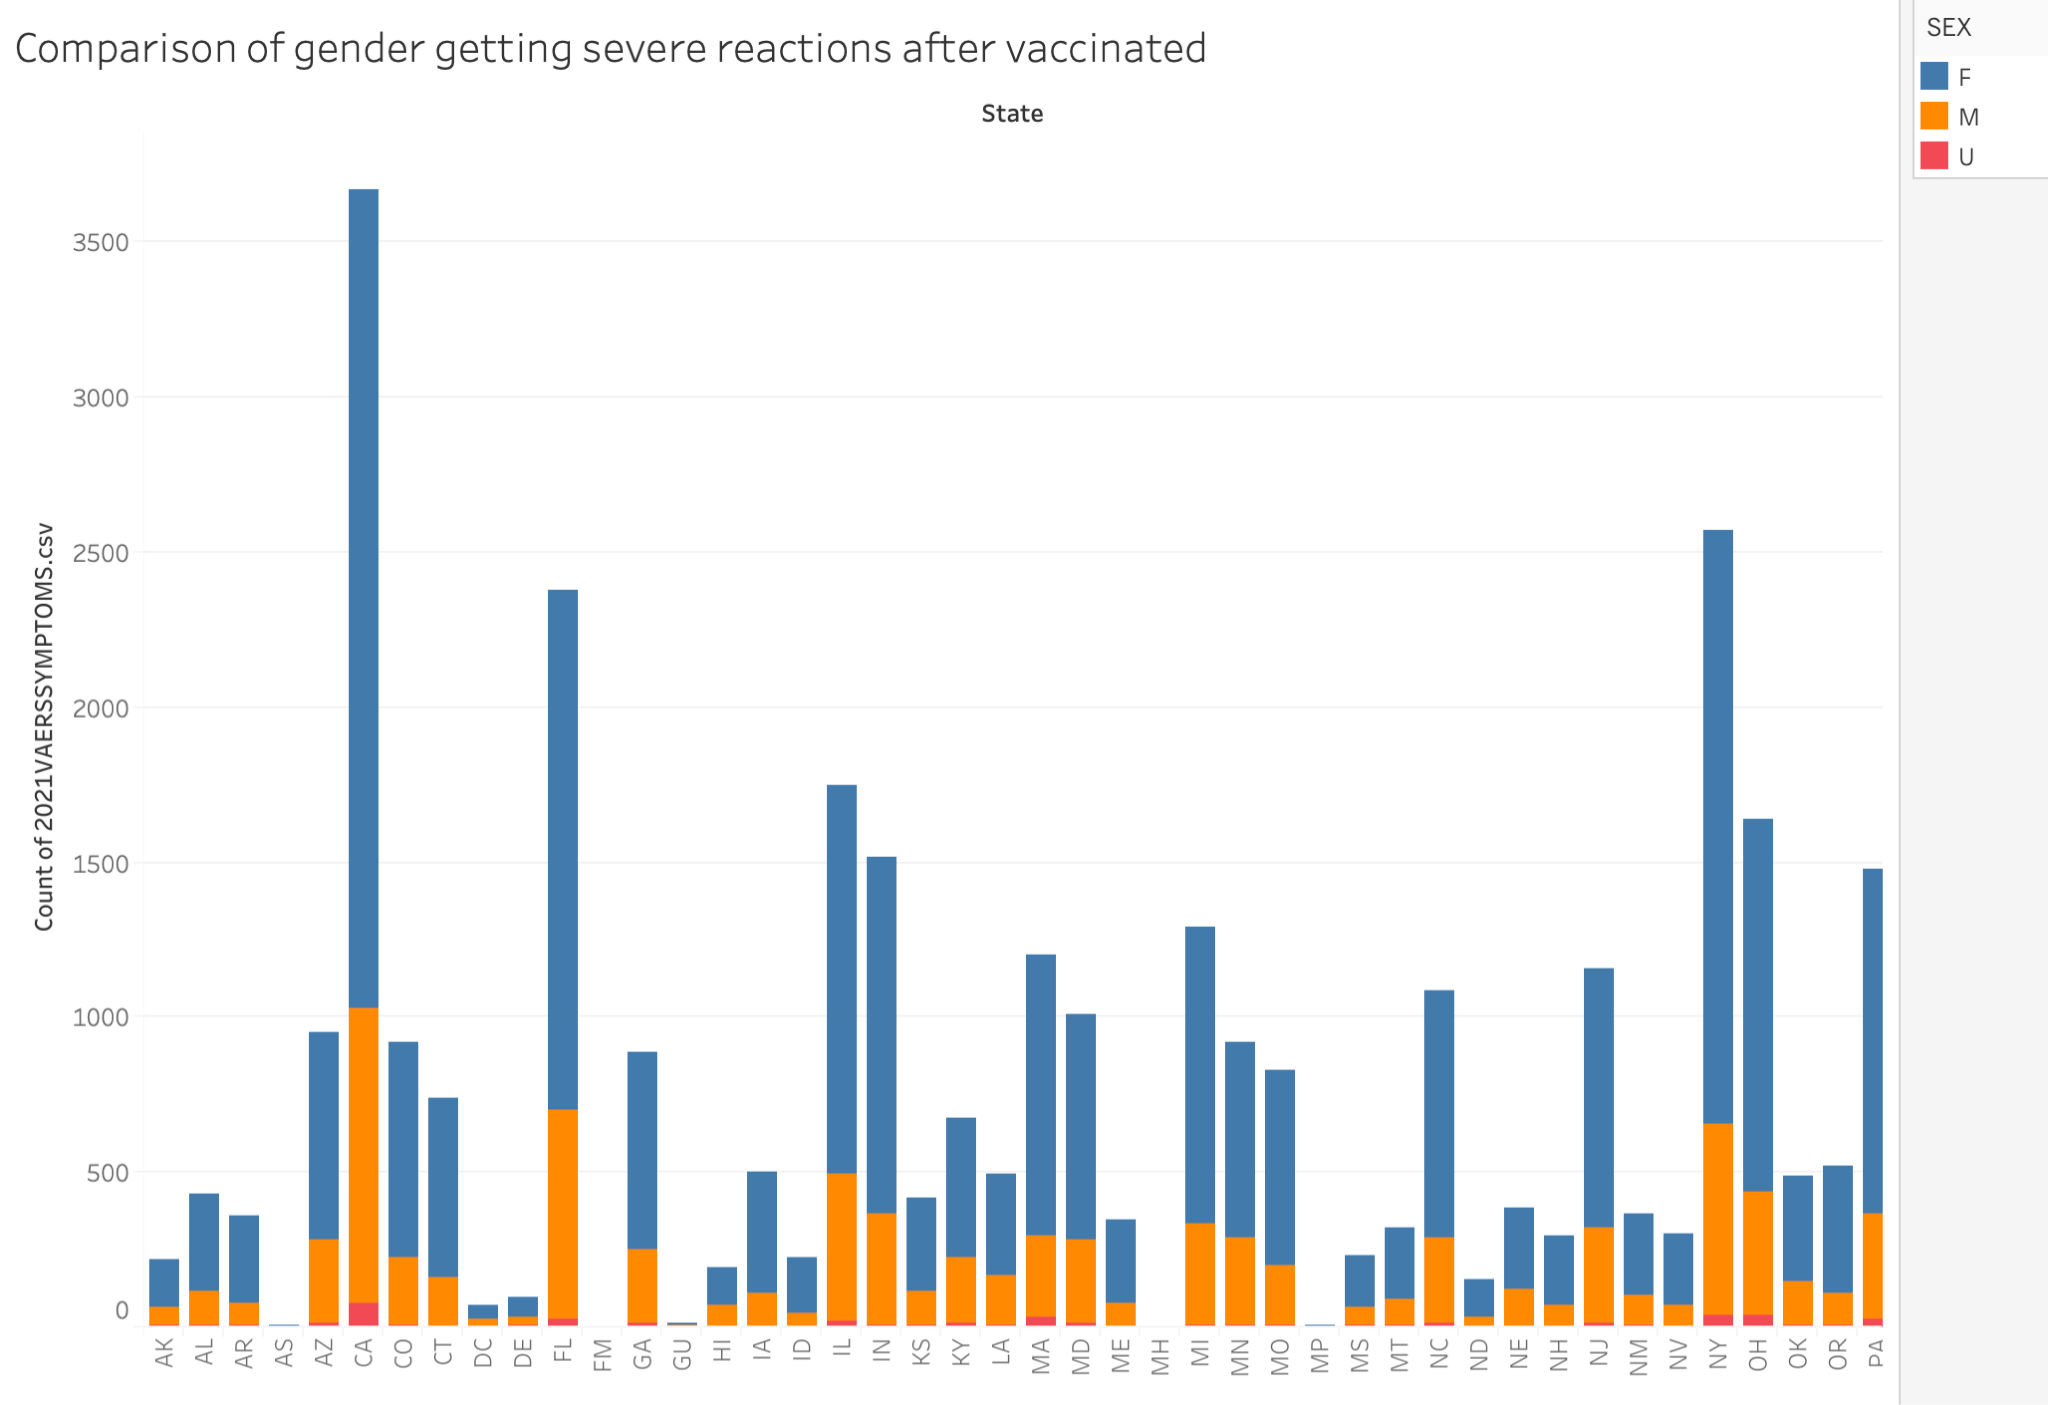 Comparison of gender getting severe reactions after vaccinated
SEX
F
M
U
State
Count of 2021VAERSSYMPTOMS.csv
3500
3000
2500
2000
1500
1000
500
0
AK AL AR AS AZ CA CO CT DC DE FL FM GA GU HI IA ID IL IN KS KY LA MA MD ME MH MI MN MO MP MS MT NC ND NE NH NJ NM NV NY OH OK OR PA